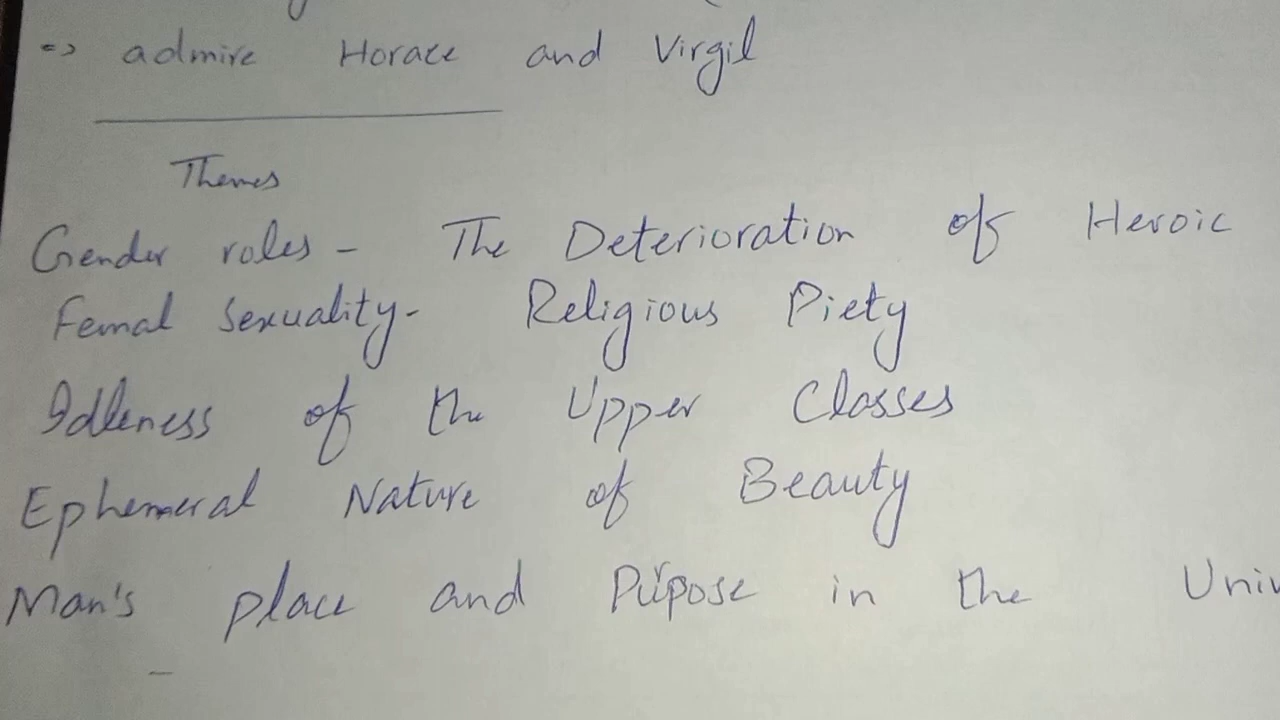 => admire Horace and Virgil
Themes
Gender roles - The Deterioration of Heroic
Femal Sexuality - Religious Piety
Idleness of the Upper Classes
Ephemeral Nature of Beauty
Man's place and Purpose in the Univ